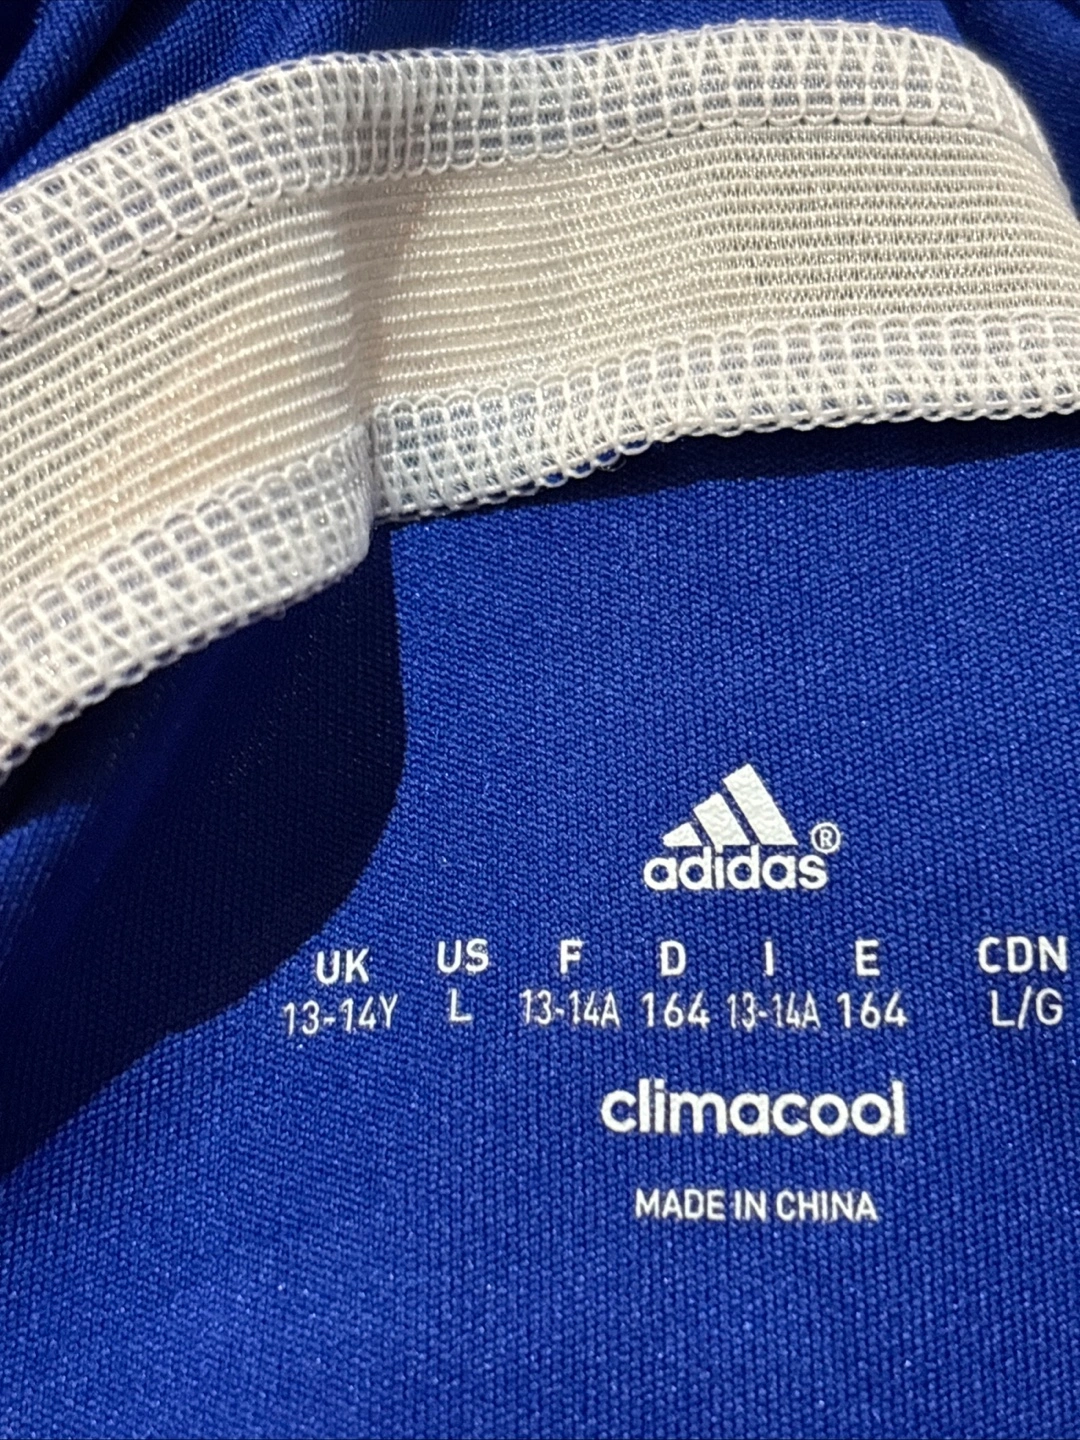 adidas®
UK US F D I E CDN
13-14Y L 13-14A 164 13-14A 164 L/G
climacool
MADE IN CHINA